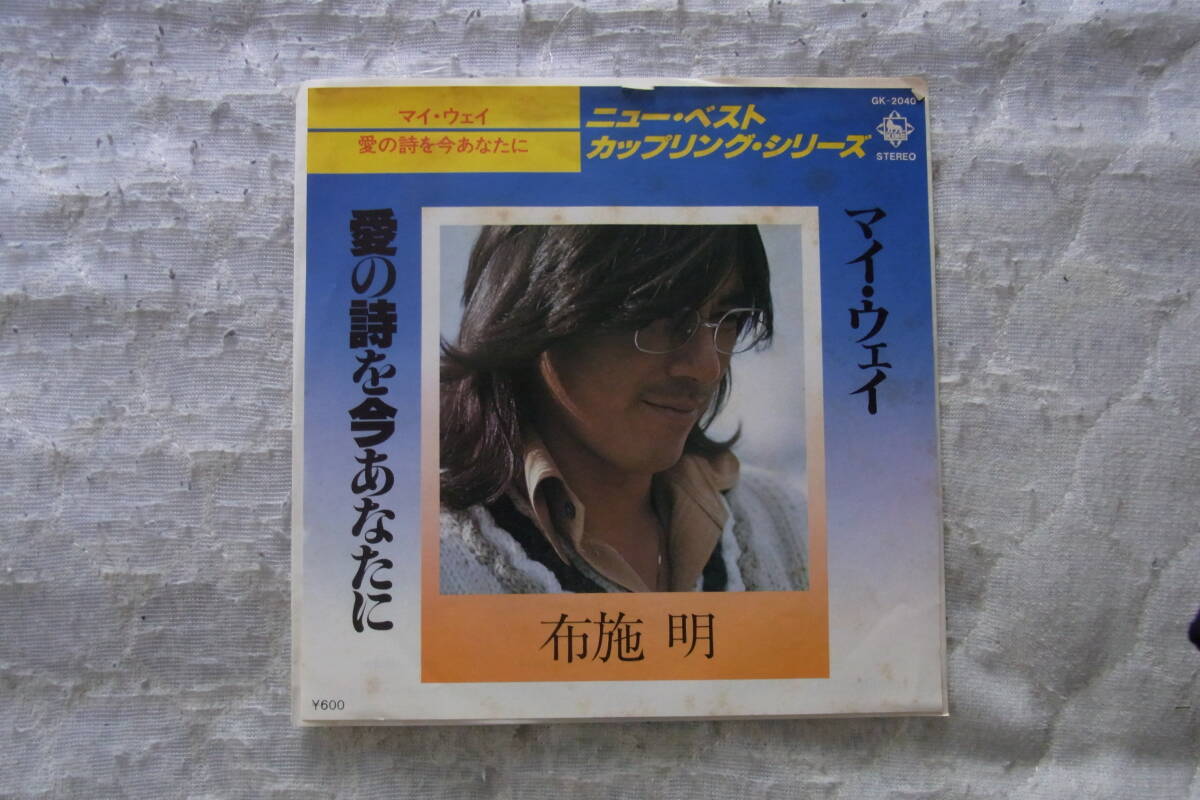 マイ・ウェイ
愛の詩を今あなたに
ニュー・ベスト
カップリング・シリーズ
GK-2040
STEREO
マイ・ウェイ
愛の詩を今あなたに
布施 明
¥600